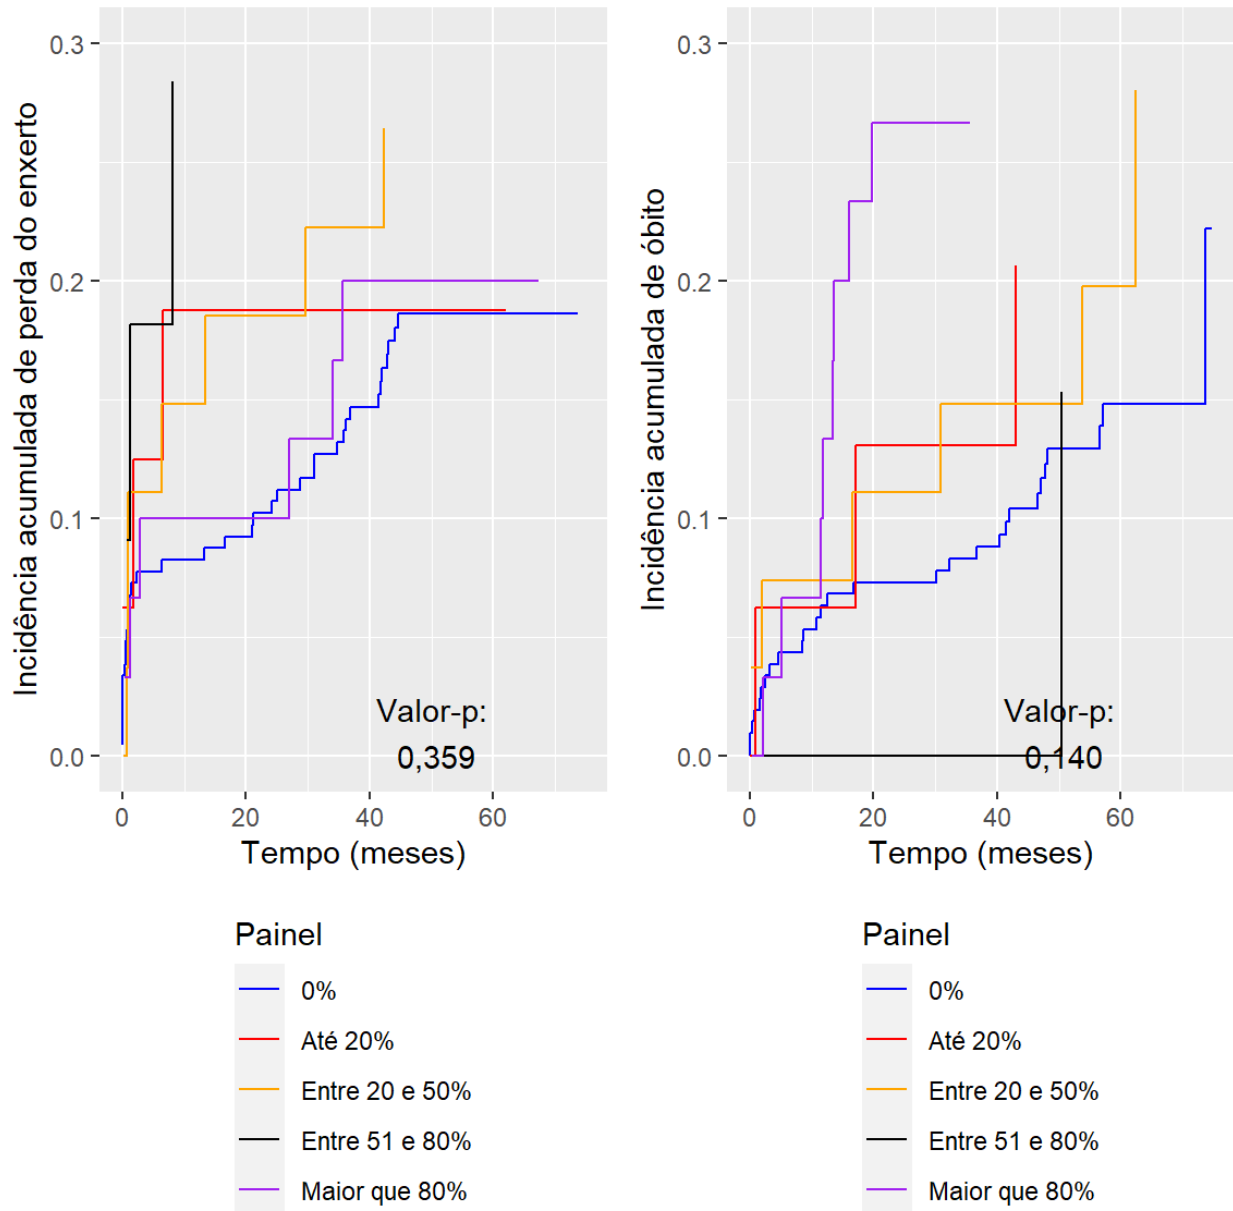 Incidência acumulada de perda do enxerto
0.3
0.2
0.1
0.0
Valor-p:
0,359
0 20 40 60
Tempo (meses)
Painel
0%
Até 20%
Entre 20 e 50%
Entre 51 e 80%
Maior que 80%
Incidência acumulada de óbito
0.3
0.2
0.1
0.0
Valor-p:
0,140
0 20 40 60
Tempo (meses)
Painel
0%
Até 20%
Entre 20 e 50%
Entre 51 e 80%
Maior que 80%